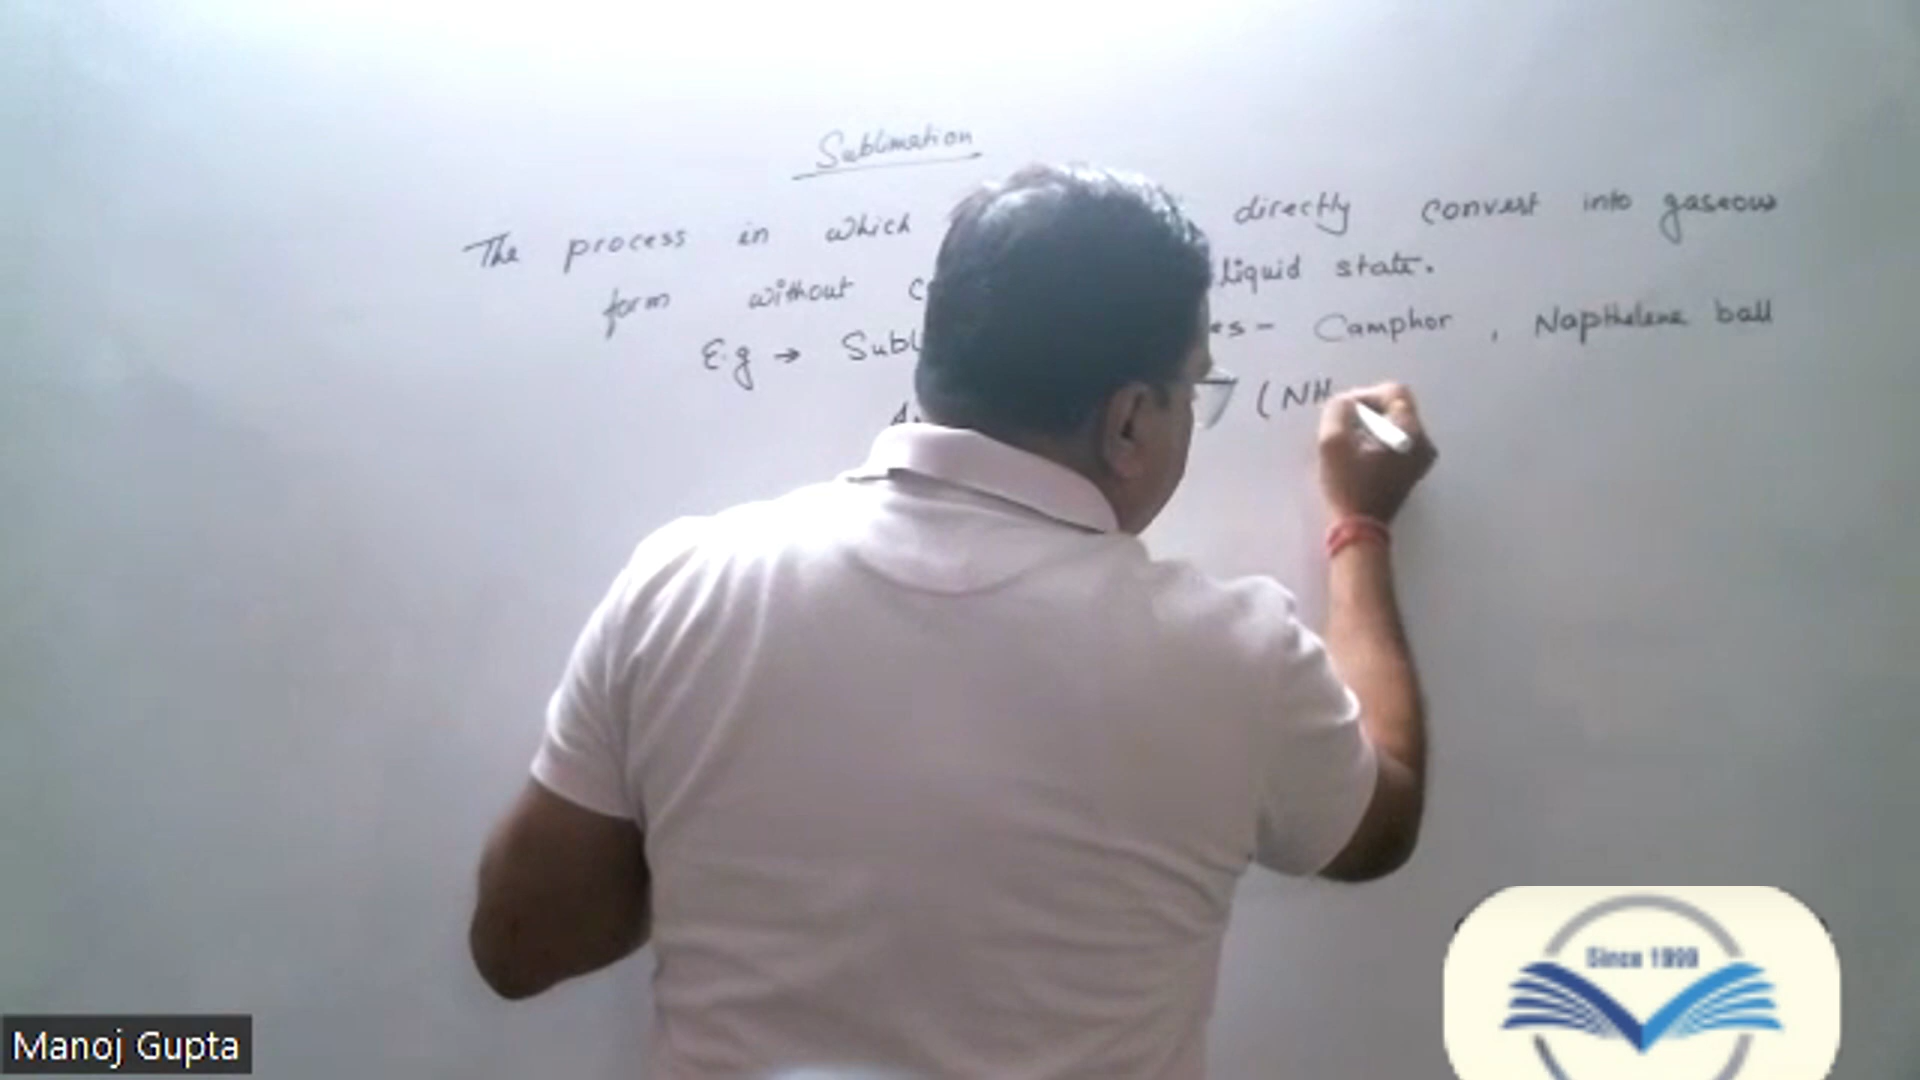 Sublimation
The process in which directly convert into gaseous
form without liquid state.
E.g → Subl es - Camphor , Napthelene ball
(NH
Since 1999
Manoj Gupta